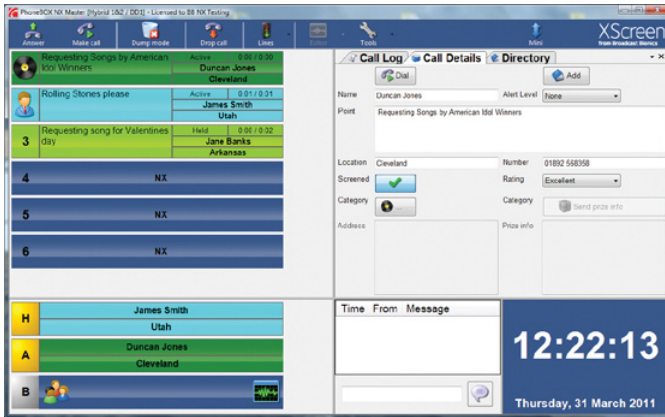 PhoneBOX NX Master [Hybrid 1&2 / DD1] - Licensed to B6 NX Testing
Answer
Make call
Dump mode
Drop call
Lines
Editor
Tools
Mini
XScreen
from Broadcast Bionics
Requesting Songs by American Idol Winners
Active
0:00 / 0:30
Duncan Jones
Cleveland
Rolling Stones please
Active
0:01 / 0:31
James Smith
Utah
3
Requesting song for Valentines day
Held
0:00 / 0:32
Jane Banks
Arkansas
4
NX
5
NX
6
NX
H
James Smith
Utah
A
Duncan Jones
Cleveland
B
Call Log
Call Details
Directory
Dial
Add
Name
Duncan Jones
Alert Level
None
Point
Requesting Songs by American Idol Winners
Location
Cleveland
Number
01892 568358
Screened
Rating
Excellent
Category
...
Category
Send prize info
Address
Prize info
Time From Message
12:22:13
Thursday, 31 March 2011